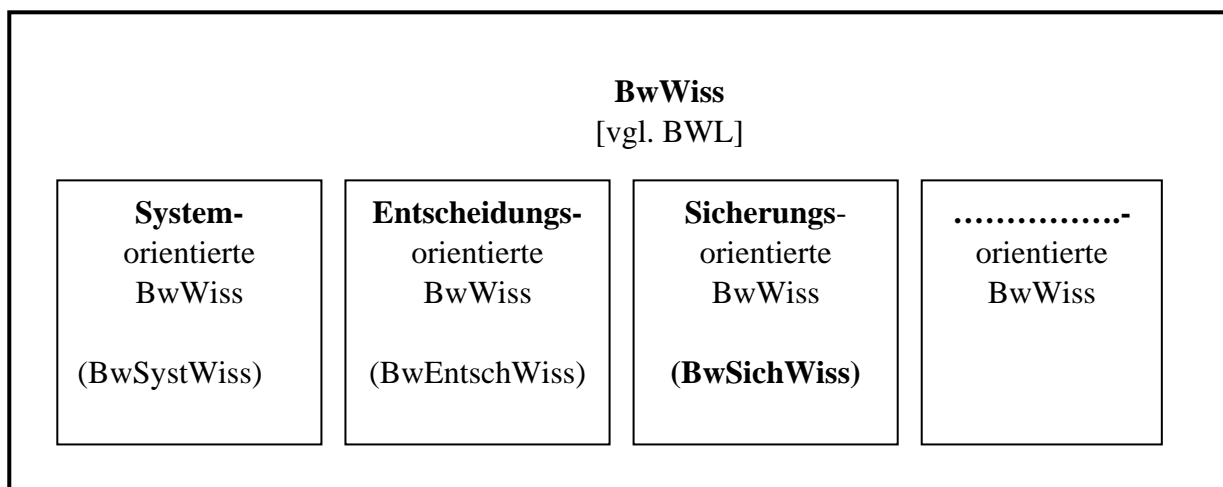 BwWiss
[vgl. BWL]
System-
orientierte
BwWiss
(BwSystWiss)
Entscheidungs-
orientierte
BwWiss
(BwEntschWiss)
Sicherungs-
orientierte
BwWiss
(BwSichWiss)
…………….-
orientierte
BwWiss